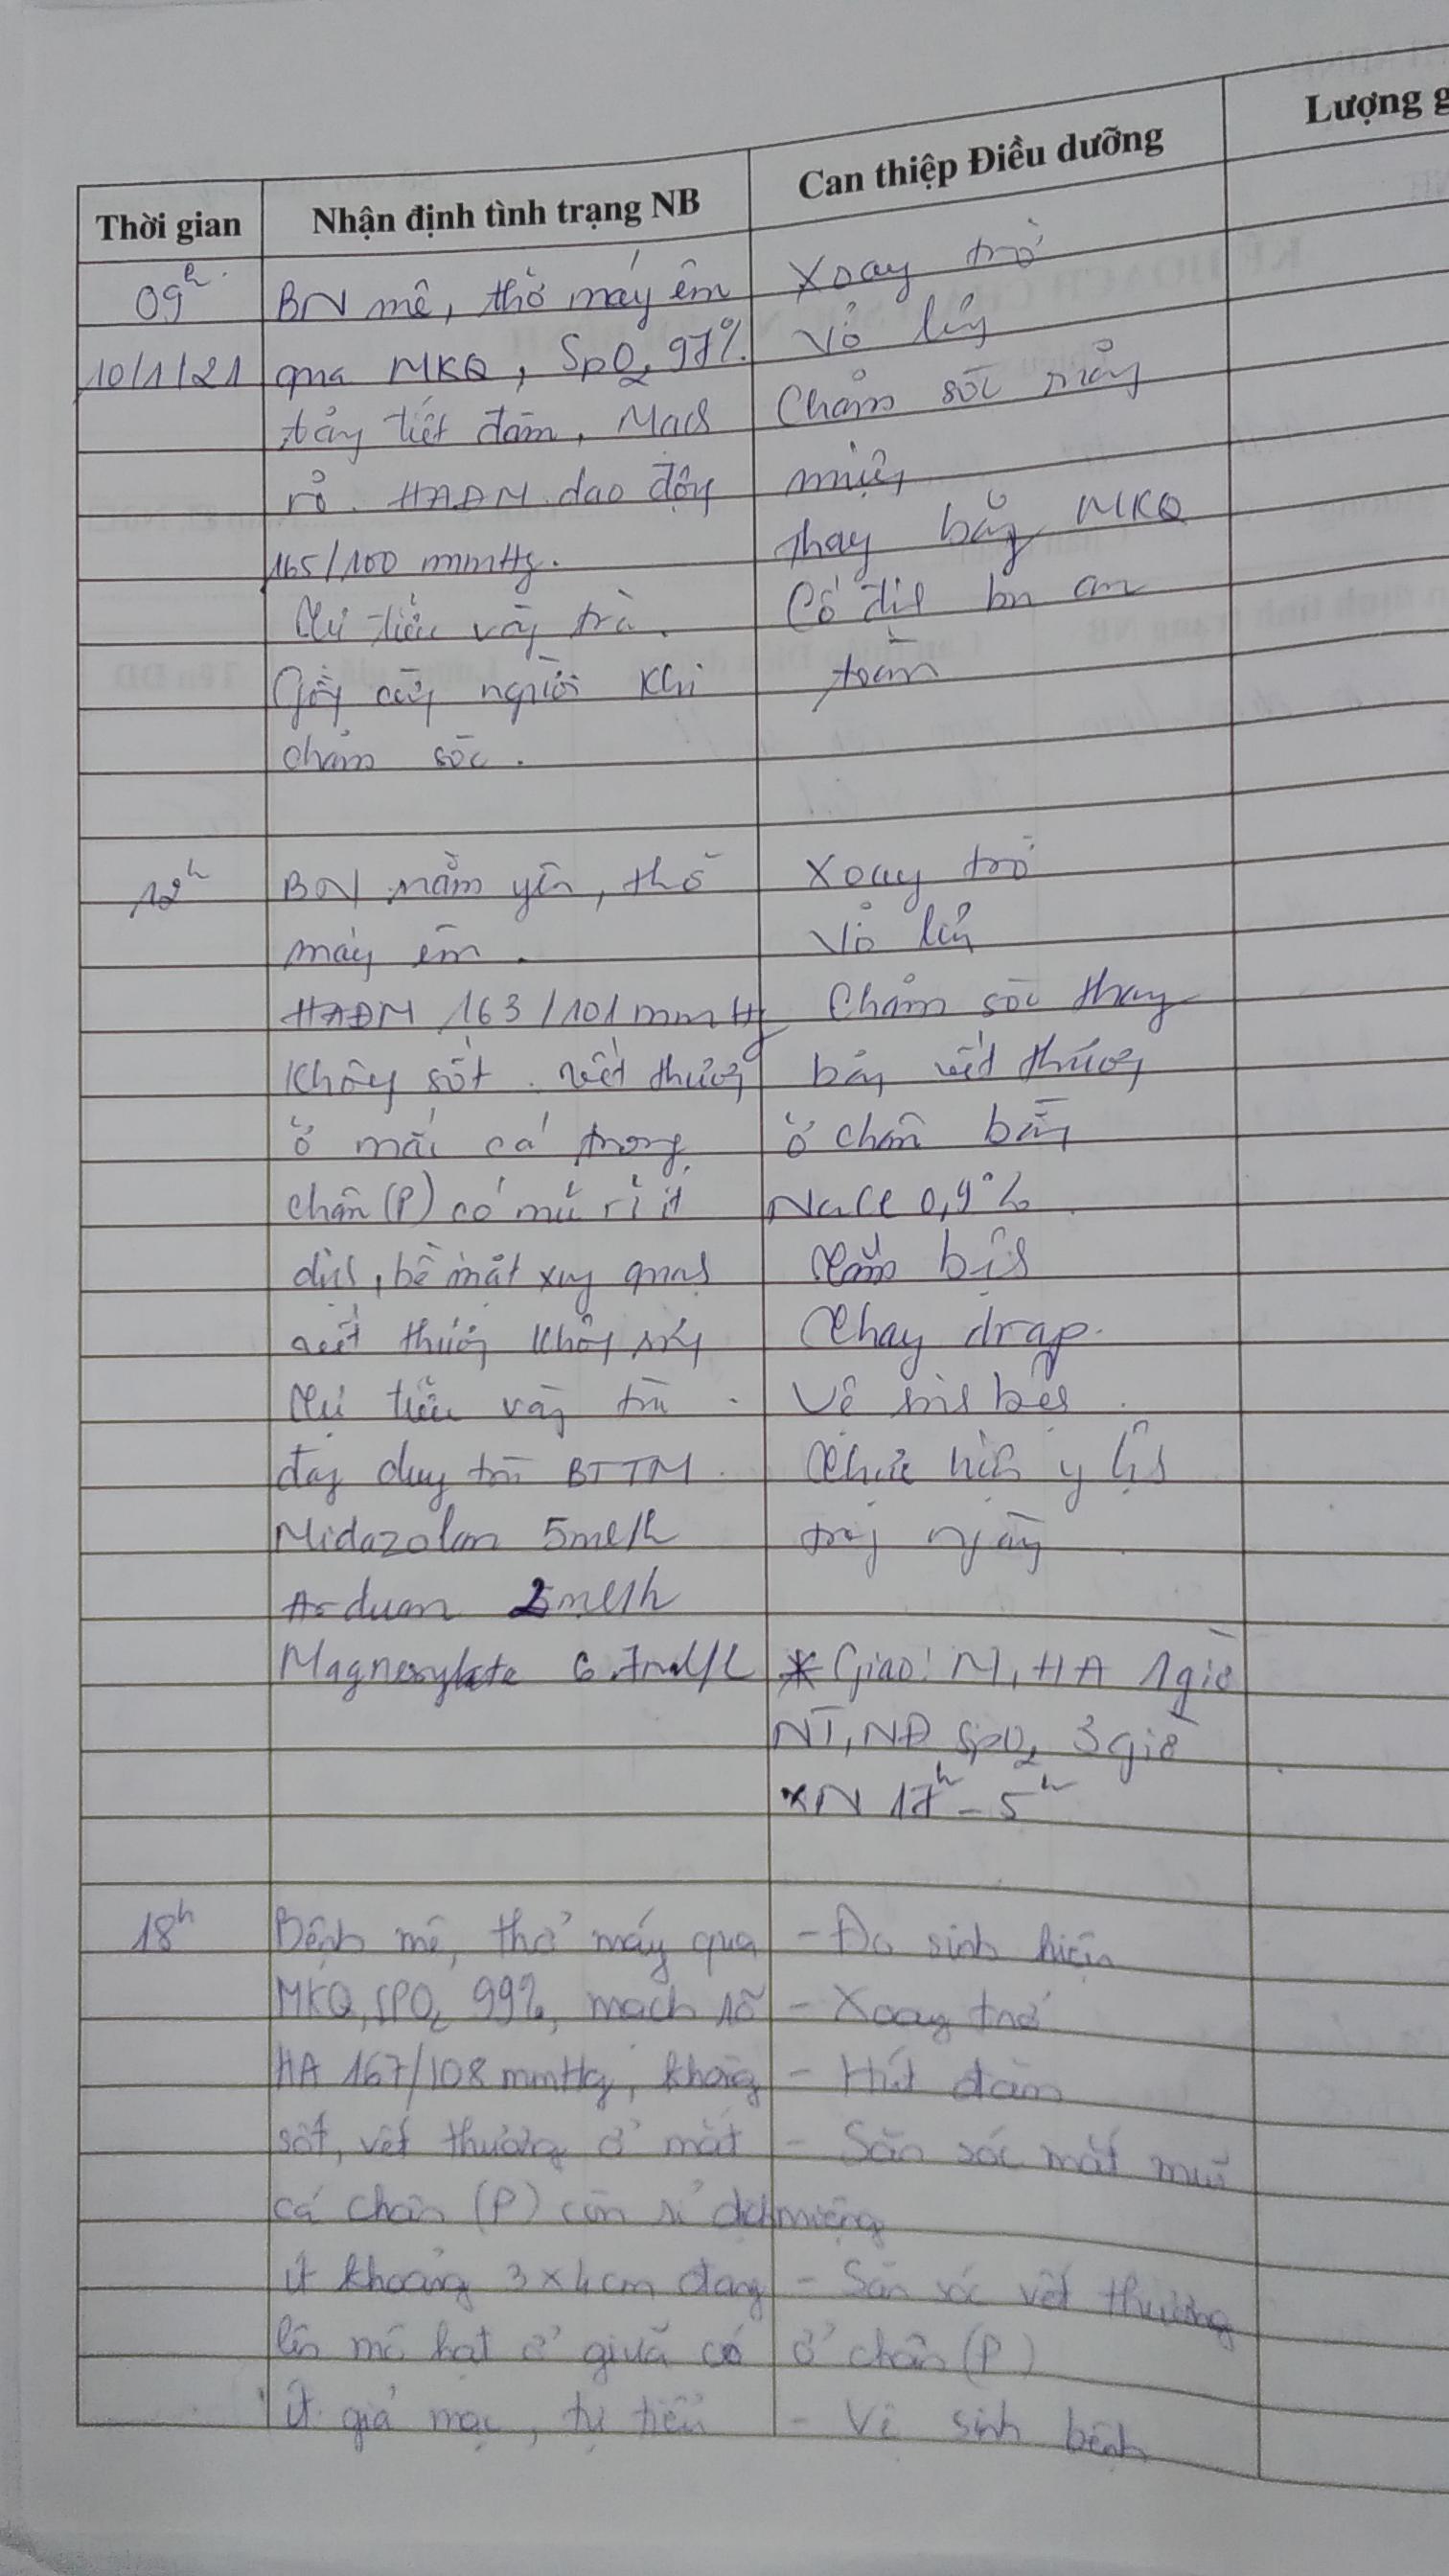 Thời gian | Nhận định tình trạng NB | Can thiệp Điều dưỡng | Lượng g
09h | BN mê, thở máy êm | Xoay trở
10/1/21 | qua MKQ, SpO2 97% | Vỗ lưng
tăng tiết đàm, Mạch | Chăm sóc răng
rõ. HAĐM dao động | miệng
165/100 mmHg. | Thay băng MKQ
Tự tiểu vàng trà. | Cố định bn an
Gồng cứng người khi | toàn
chăm sóc.
12h | BN nằm yên, thở | Xoay trở
máy êm. | Vỗ lưng
HAĐM 163/101 mmHg | Chăm sóc thay
Không sốt. vết thương | băng vết thương
ở mắt cá trong | ở chân bằng
chân (P) có mủ rỉ ít | NaCl 0,9%
dịch, bề mặt xung quanh | Tắm bệnh
vết thương không | Thay drap.
Tự tiểu vàng trà. | Vệ sinh bệnh.
đang duy trì BTTM. | Thực hiện y lệnh
Midazolam 5ml/h | trong ngày
Arduan 2ml/h
Magnesylate 6.7ml/h | * Giao: M, HA 1 giờ
NT, NĐ SpO2 3 giờ
XN 17h - 5h
18h | Bệnh mê, thở máy qua | - Đo sinh hiệu
MKQ, SPO2 99%, mạch rõ | - Xoay trở
HA 167/108 mmHg, không | - Hút đàm
sốt, vết thương ở mắt | - Săn sóc mắt mũi
cá chân (P) còn rỉ dịch | miệng
ít khoảng 3x4cm đang | - Săn sóc vết thương
lên mô hạt ở giữa có | ở chân (P)
ít giả mạc, tự tiểu | - Vệ sinh bệnh